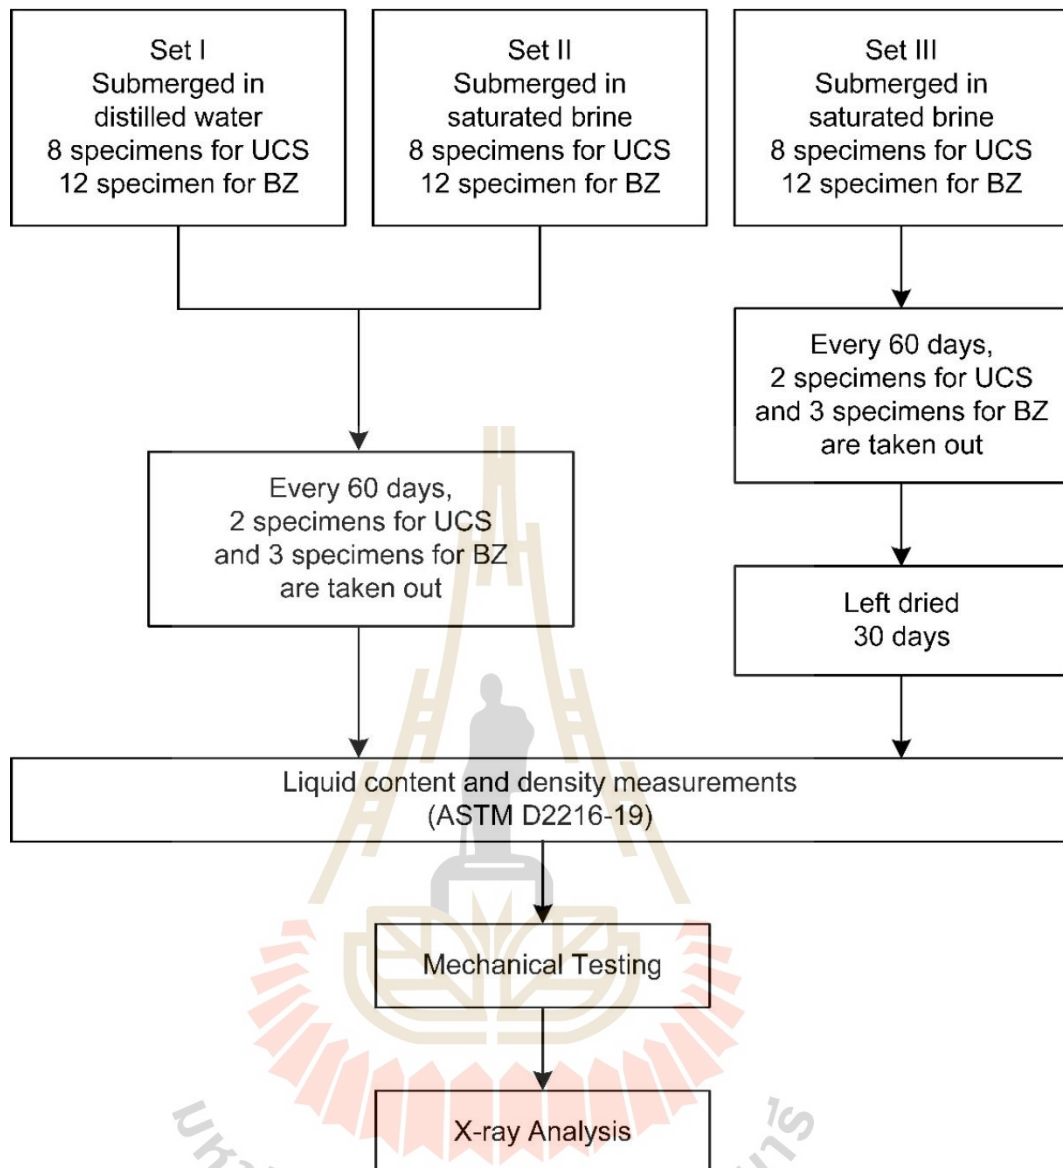 Set I
Submerged in
distilled water
8 specimens for UCS
12 specimen for BZ
Set II
Submerged in
saturated brine
8 specimens for UCS
12 specimen for BZ
Set III
Submerged in
saturated brine
8 specimens for UCS
12 specimen for BZ
Every 60 days,
2 specimens for UCS
and 3 specimens for BZ
are taken out
Every 60 days,
2 specimens for UCS
and 3 specimens for BZ
are taken out
Left dried
30 days
Liquid content and density measurements
(ASTM D2216-19)
Mechanical Testing
X-ray Analysis